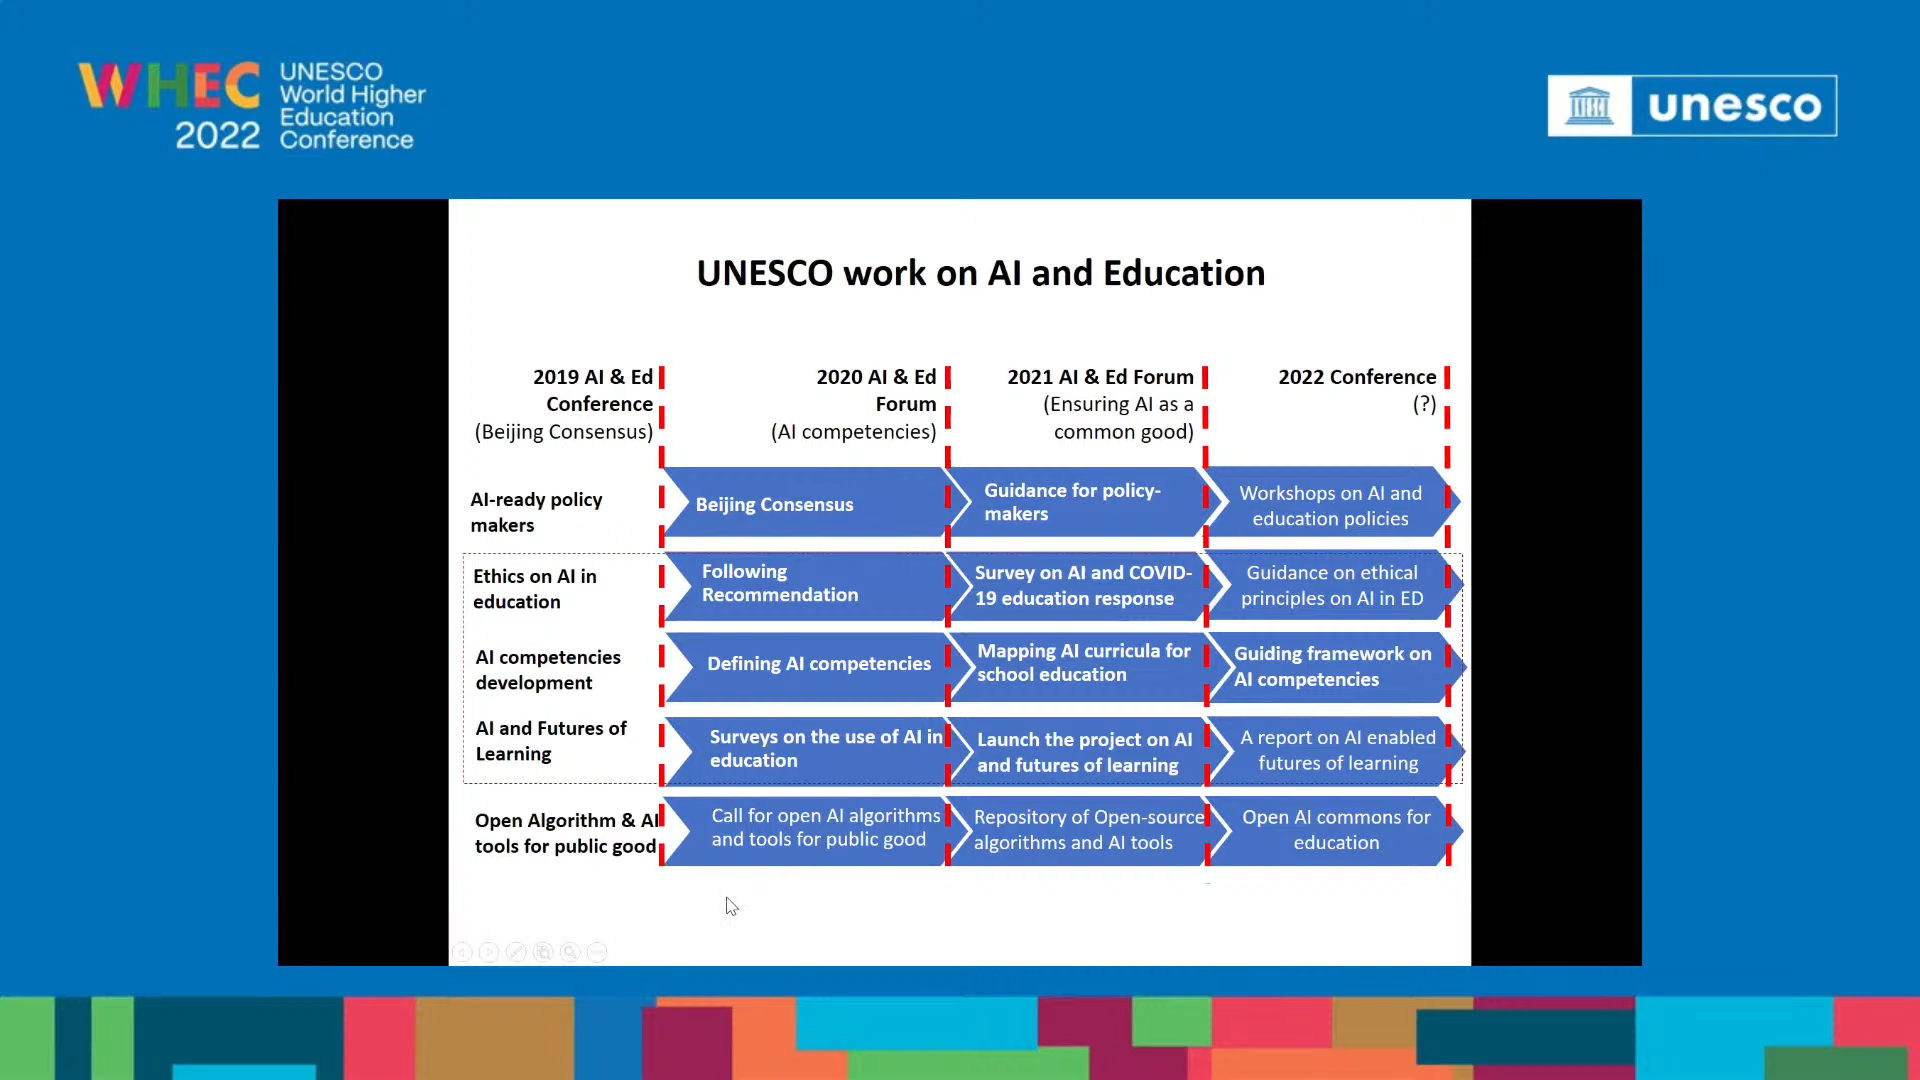 WHEC
2022
UNESCO
World Higher
Education
Conference
unesco
UNESCO work on AI and Education
2019 AI & Ed
Conference
(Beijing Consensus)
2020 AI & Ed
Forum
(AI competencies)
2021 AI & Ed Forum
(Ensuring AI as a
common good)
2022 Conference
(?)
AI-ready policy
makers
Beijing Consensus
Guidance for policy-
makers
Workshops on AI and
education policies
Ethics on AI in
education
Following
Recommendation
Survey on AI and COVID-
19 education response
Guidance on ethical
principles on AI in ED
AI competencies
development
Defining AI competencies
Mapping AI curricula for
school education
Guiding framework on
AI competencies
AI and Futures of
Learning
Surveys on the use of AI in
education
Launch the project on AI
and futures of learning
A report on AI enabled
futures of learning
Open Algorithm & AI
tools for public good
Call for open AI algorithms
and tools for public good
Repository of Open-source
algorithms and AI tools
Open AI commons for
education